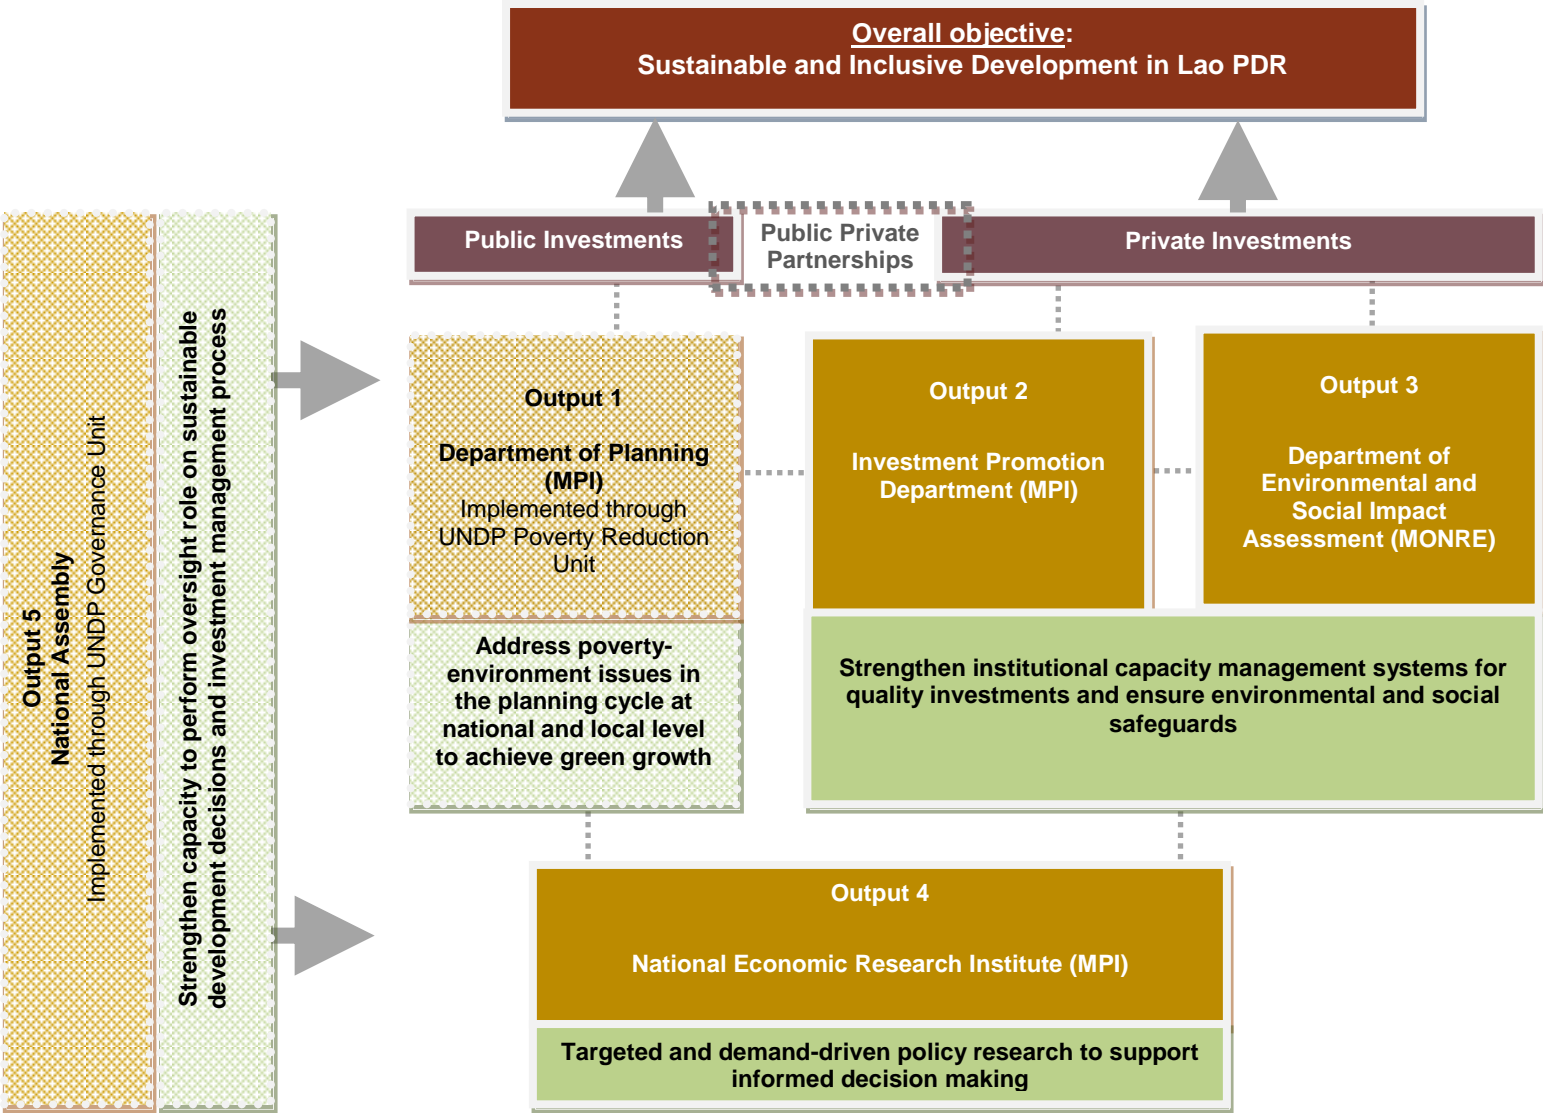 Overall objective:
Sustainable and Inclusive Development in Lao PDR
Public Investments
Public Private
Partnerships
Private Investments
Output 5
National Assembly
Implemented through UNDP Governance Unit
Strengthen capacity to perform oversight role on sustainable
development decisions and investment management process
Output 1
Department of Planning
(MPI)
Implemented through
UNDP Poverty Reduction
Unit
Address poverty-
environment issues in
the planning cycle at
national and local level
to achieve green growth
Output 2
Investment Promotion
Department (MPI)
Output 3
Department of
Environmental and
Social Impact
Assessment (MONRE)
Strengthen institutional capacity management systems for
quality investments and ensure environmental and social
safeguards
Output 4
National Economic Research Institute (MPI)
Targeted and demand-driven policy research to support
informed decision making